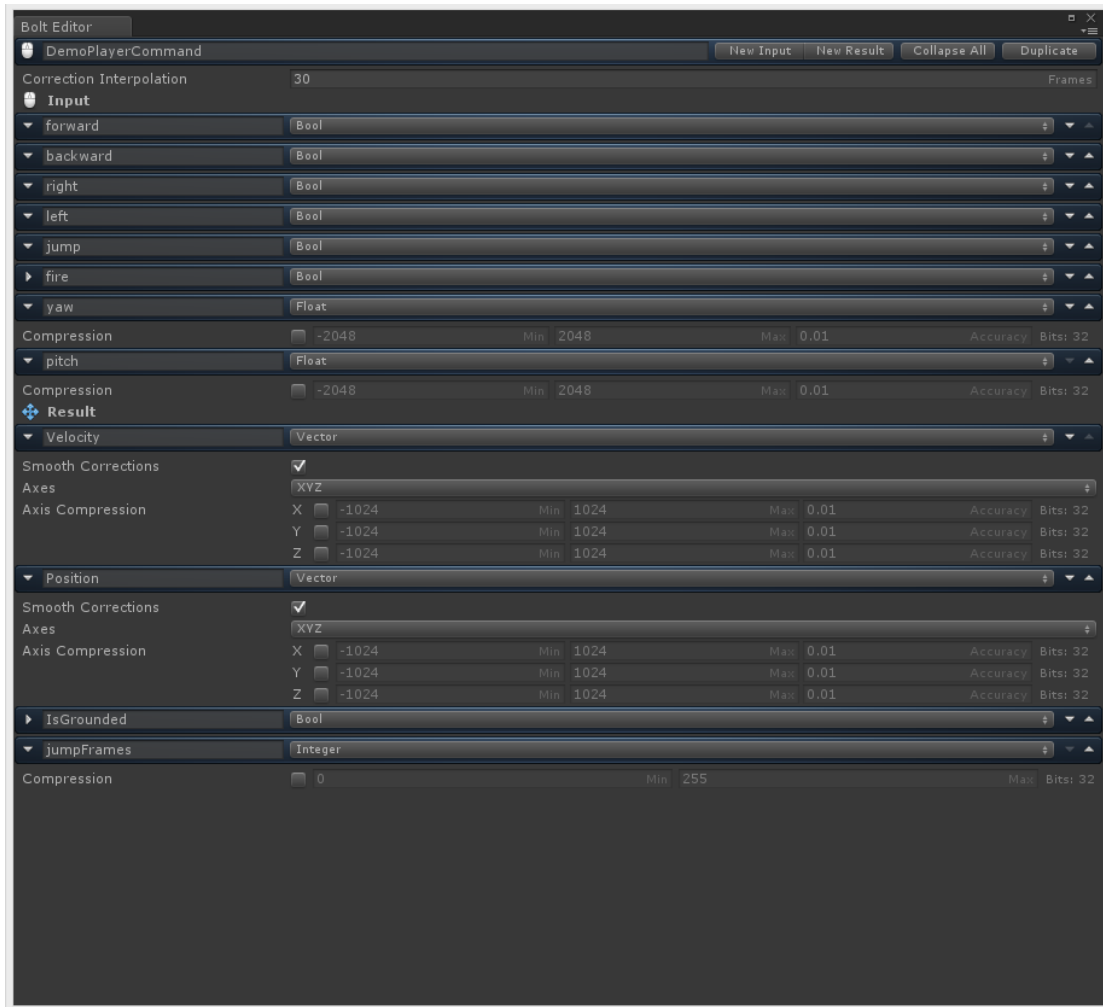 Bolt Editor
DemoPlayerCommand New Input New Result Collapse All Duplicate
Correction Interpolation 30 Frames
Input
forward Bool
backward Bool
right Bool
left Bool
jump Bool
fire Bool
yaw Float
Compression -2048 Min 2048 Max 0.01 Accuracy Bits: 32
pitch Float
Compression -2048 Min 2048 Max 0.01 Accuracy Bits: 32
Result
Velocity Vector
Smooth Corrections
Axes XYZ
Axis Compression X -1024 Min 1024 Max 0.01 Accuracy Bits: 32
Y -1024 Min 1024 Max 0.01 Accuracy Bits: 32
Z -1024 Min 1024 Max 0.01 Accuracy Bits: 32
Position Vector
Smooth Corrections
Axes XYZ
Axis Compression X -1024 Min 1024 Max 0.01 Accuracy Bits: 32
Y -1024 Min 1024 Max 0.01 Accuracy Bits: 32
Z -1024 Min 1024 Max 0.01 Accuracy Bits: 32
IsGrounded Bool
jumpFrames Integer
Compression 0 Min 255 Max Bits: 32